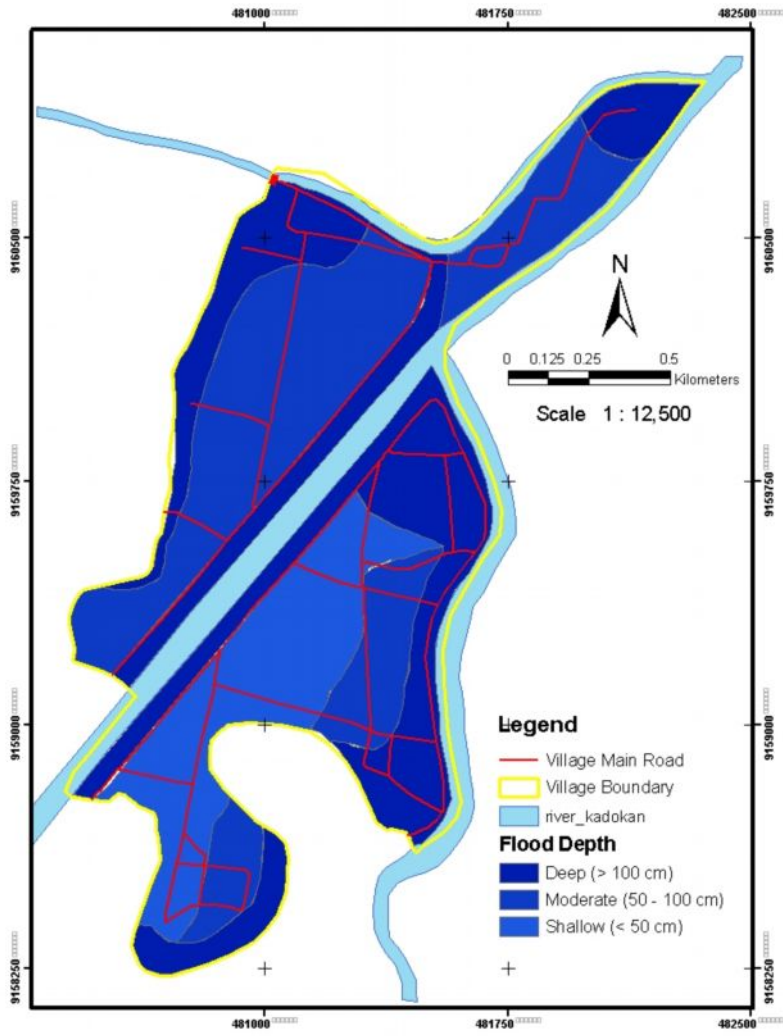 481000 481750 482500
9160500 9160500
N
0 0.125 0.25 0.5
Kilometers
Scale 1 : 12,500
9159750 9159750
9159000 9159000
Legend
Village Main Road
Village Boundary
river_kadokan
Flood Depth
Deep (> 100 cm)
Moderate (50 - 100 cm)
Shallow (< 50 cm)
9158250 9158250
481000 481750 482500